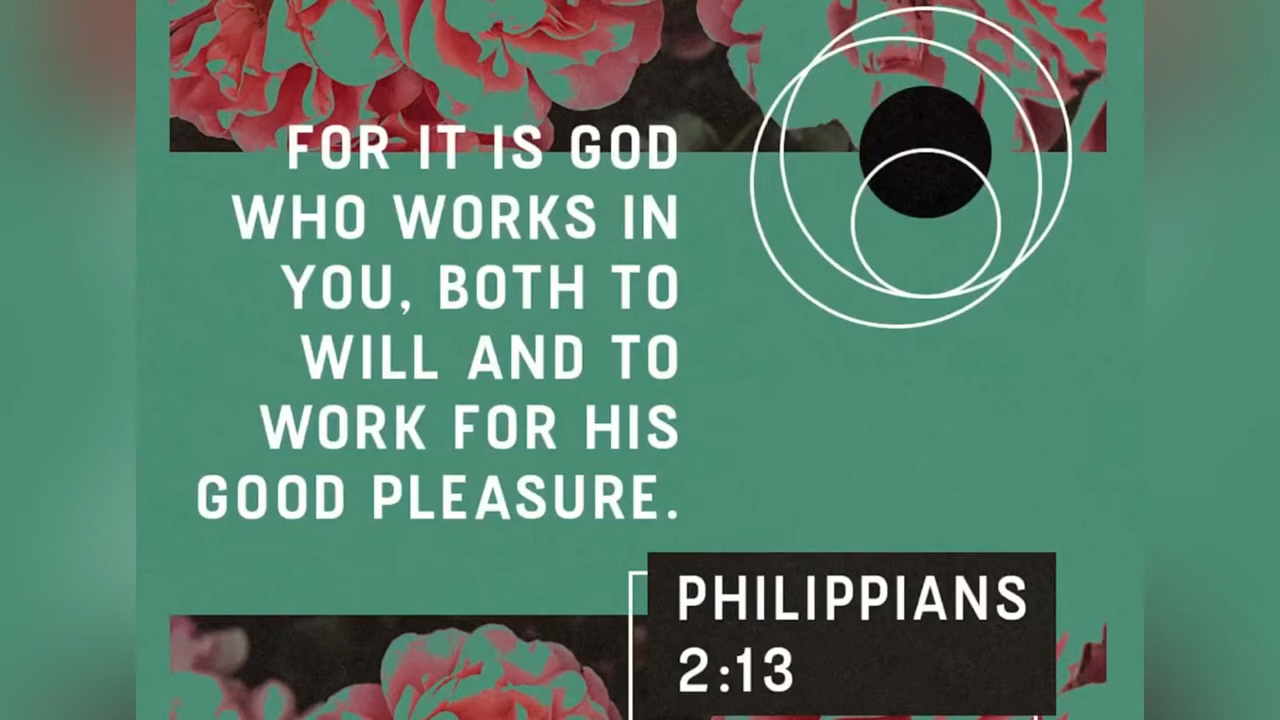 FOR IT IS GOD
WHO WORKS IN
YOU, BOTH TO
WILL AND TO
WORK FOR HIS
GOOD PLEASURE.
PHILIPPIANS
2:13